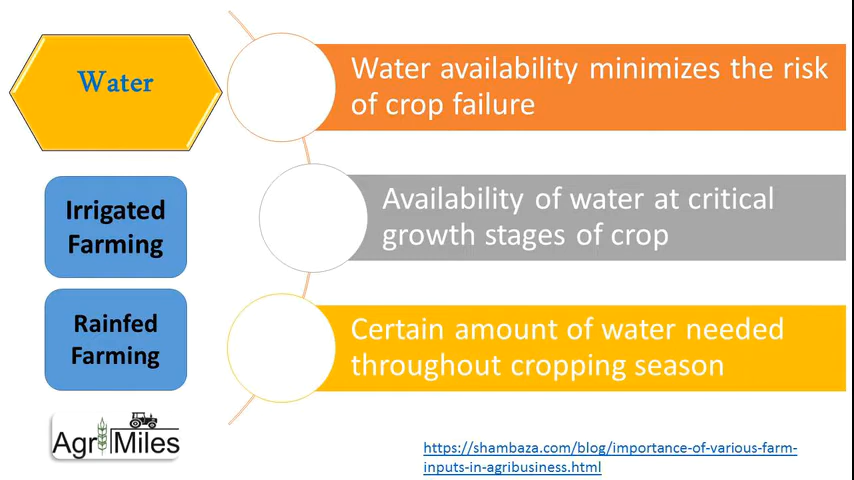 Water
Water availability minimizes the risk
of crop failure
Irrigated
Farming
Availability of water at critical
growth stages of crop
Rainfed
Farming
Certain amount of water needed
throughout cropping season
Agri Miles
https://shambaza.com/blog/importance-of-various-farm-
inputs-in-agribusiness.html